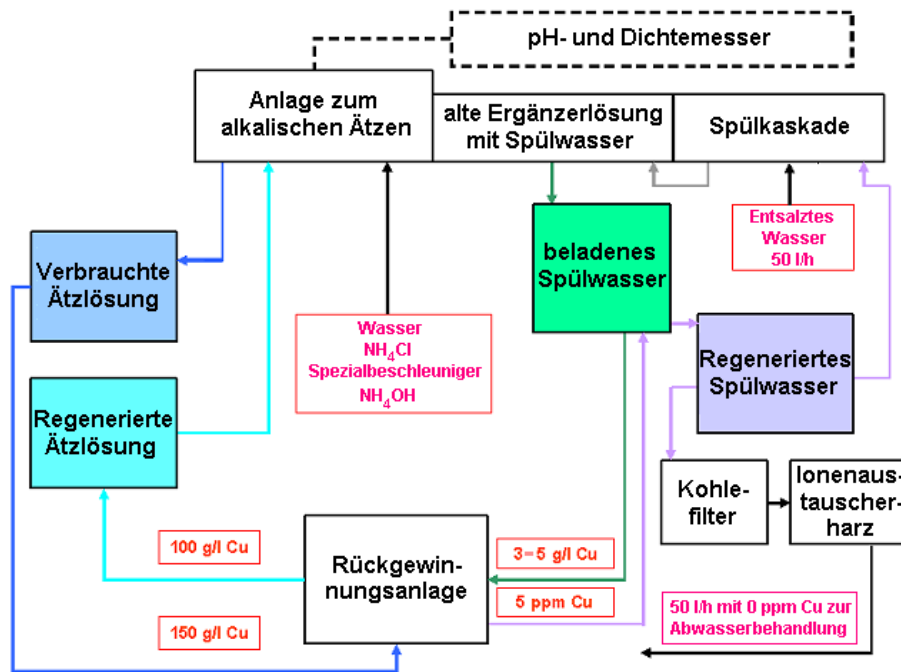 pH- und Dichtemesser
Anlage zum
alkalischen Ätzen
alte Ergänzerlösung
mit Spülwasser
Spülkaskade
Verbrauchte
Ätzlösung
beladenes
Spülwasser
Entsalztes
Wasser
50 l/h
Wasser
NH₄Cl
Spezialbeschleuniger
NH₄OH
Regeneriertes
Spülwasser
Regenerierte
Ätzlösung
Kohle-
filter
Ionenaus-
tauscher-
harz
100 g/l Cu
Rückgewin-
nungsanlage
3-5 g/l Cu
5 ppm Cu
150 g/l Cu
50 l/h mit 0 ppm Cu zur
Abwasserbehandlung